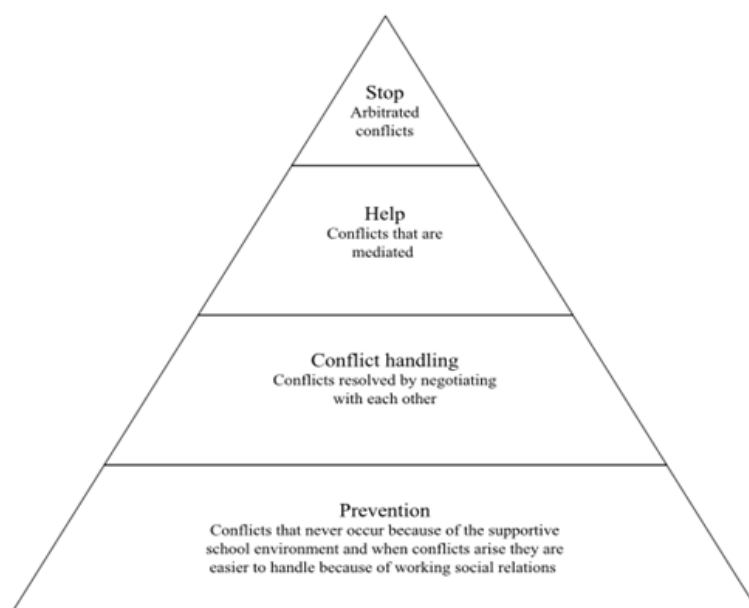 Stop
Arbitrated
conflicts
Help
Conflicts that are
mediated
Conflict handling
Conflicts resolved by negotiating
with each other
Prevention
Conflicts that never occur because of the supportive
school environment and when conflicts arise they are
easier to handle because of working social relations